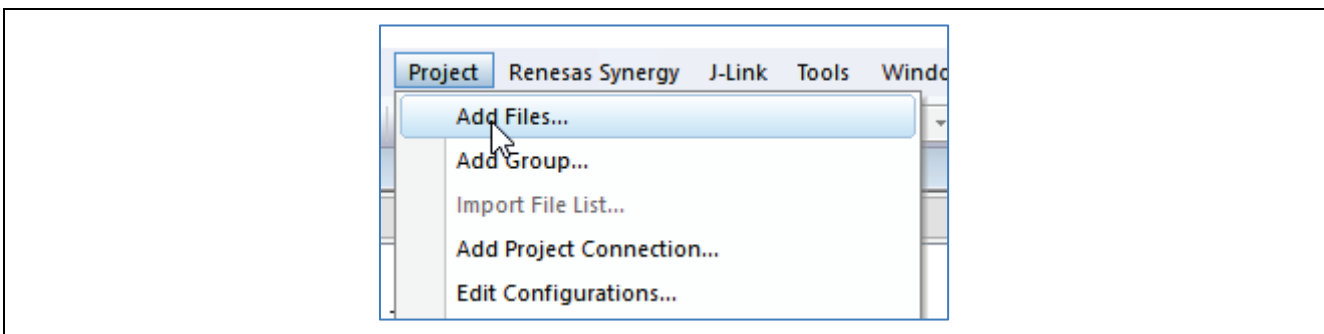 Project Renesas Synergy J-Link Tools
Add Files...
Add Group...
Import File List...
Add Project Connection...
Edit Configurations...